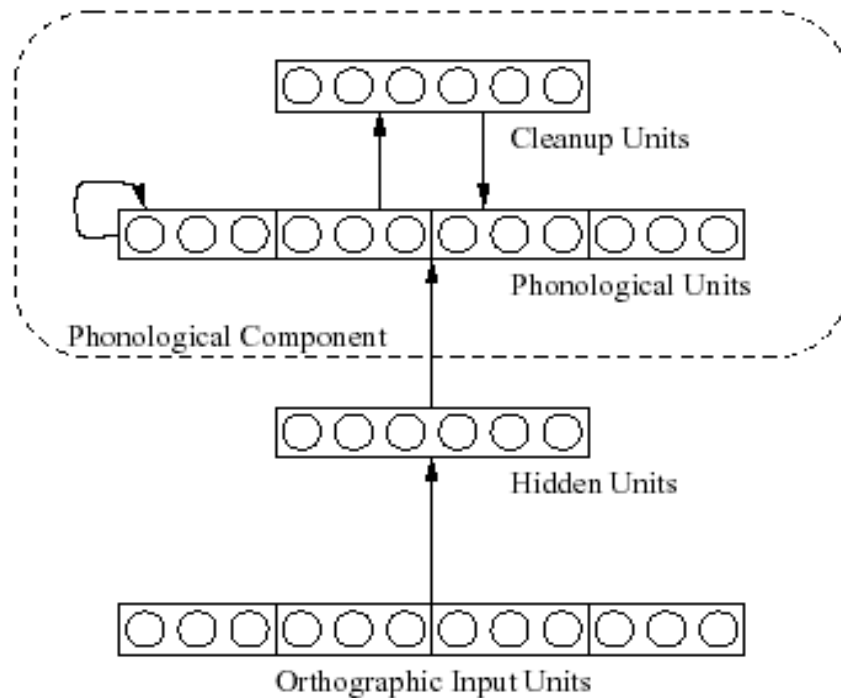 Cleanup Units
Phonological Units
Phonological Component
Hidden Units
Orthographic Input Units